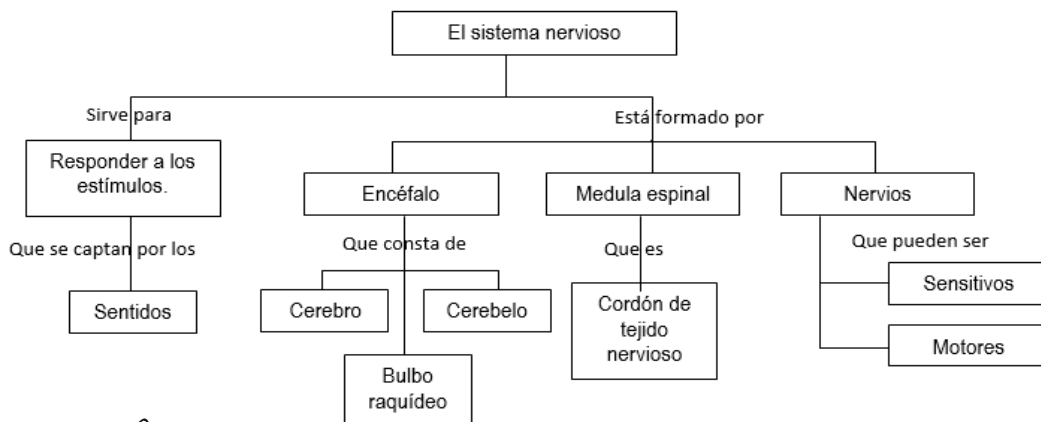 El sistema nervioso
Sirve para
Está formado por
Responder a los
estímulos.
Encéfalo
Medula espinal
Nervios
Que se captan por los
Que consta de
Que es
Que pueden ser
Sentidos
Cerebro
Cerebelo
Cordón de
tejido
nervioso
Sensitivos
Motores
Bulbo
raquídeo